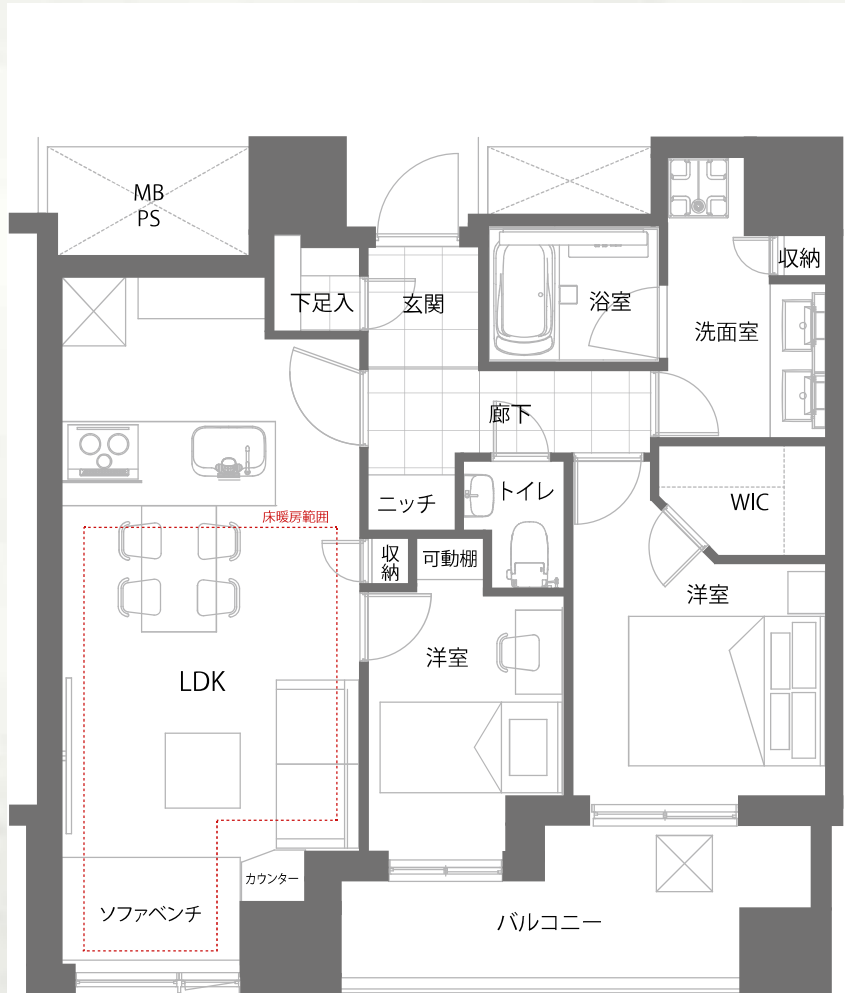 MB
PS
収納
下足入
玄関
浴室
洗面室
廊下
ニッチ
トイレ
WIC
床暖房範囲
収
納
可動棚
洋室
洋室
LDK
カウンター
ソファベンチ
バルコニー